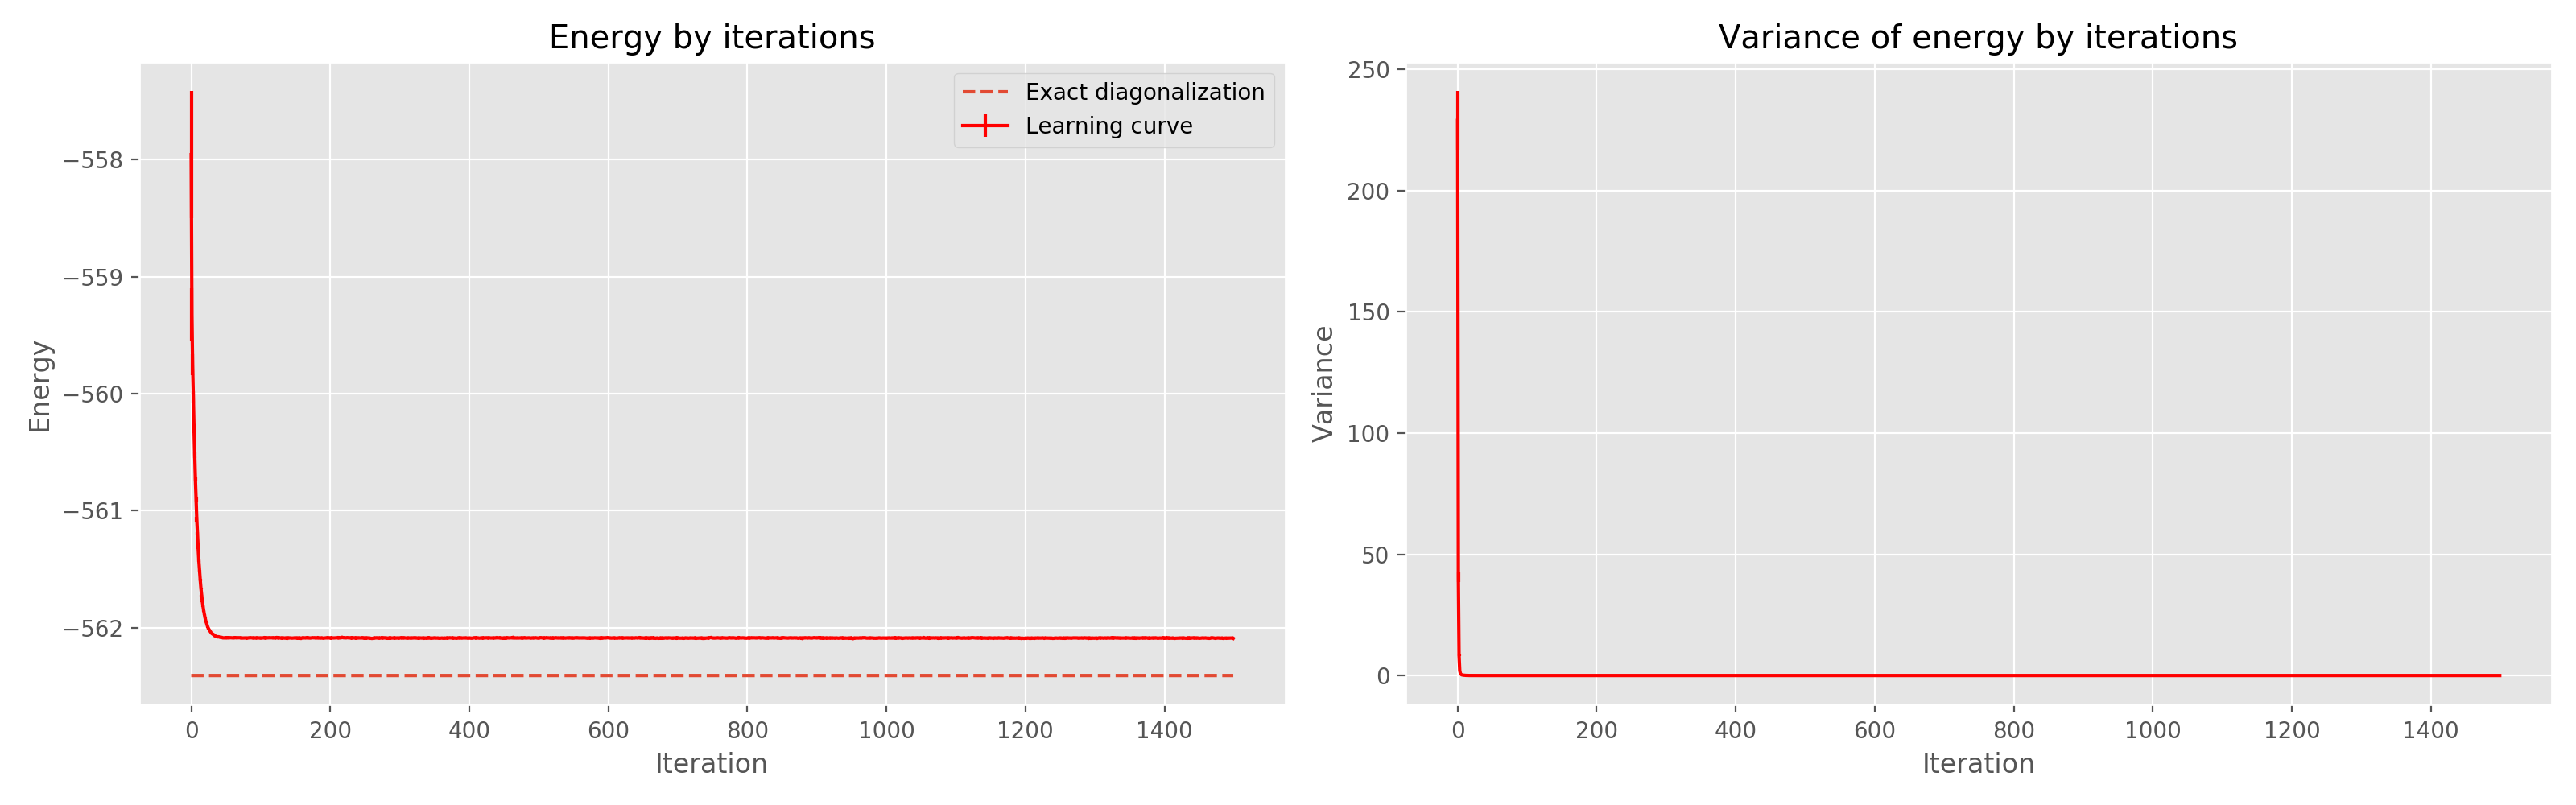 Energy by iterations
Exact diagonalization
Learning curve
−558
−559
−560
−561
−562
Energy
0 200 400 600 800 1000 1200 1400
Iteration
Variance of energy by iterations
250
200
150
100
50
0
Variance
0 200 400 600 800 1000 1200 1400
Iteration